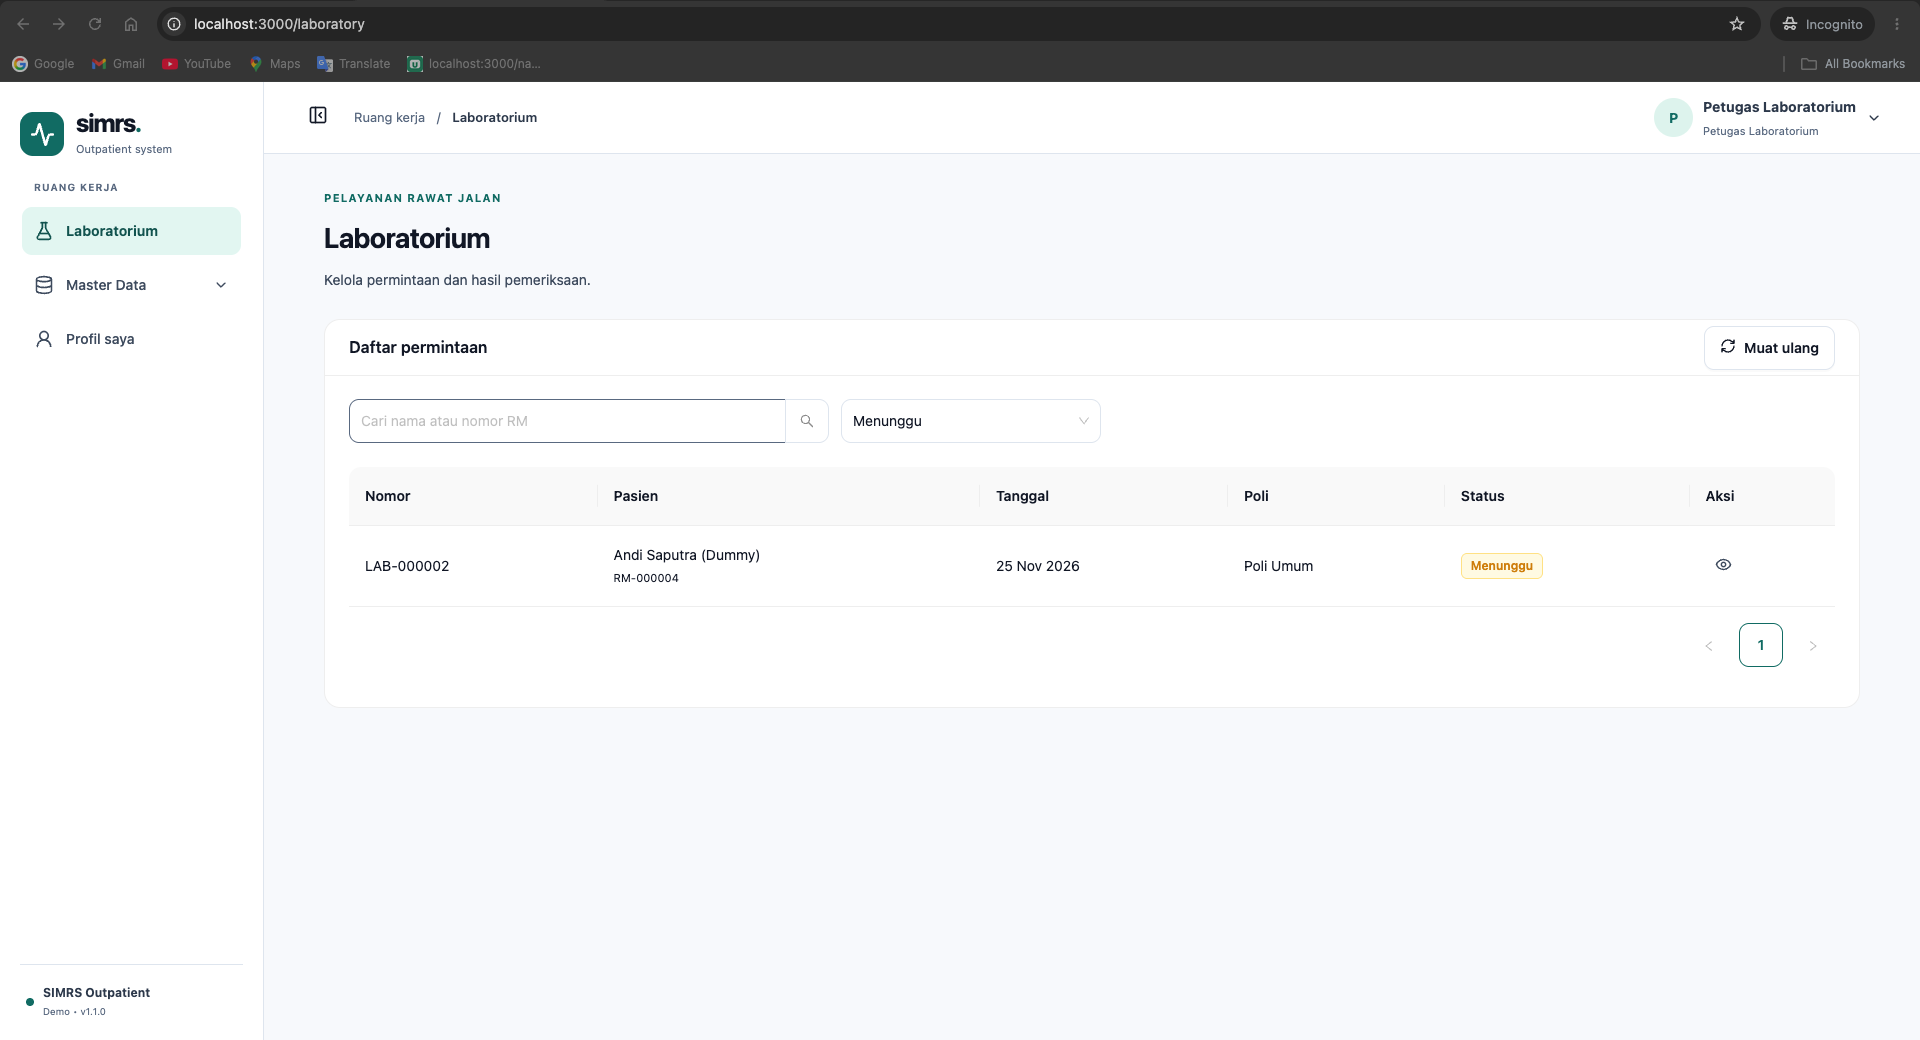 localhost:3000/laboratory
Incognito
Google
Gmail
YouTube
Maps
Translate
localhost:3000/na...
All Bookmarks
simrs.
Outpatient system
RUANG KERJA
Laboratorium
Master Data
Profil saya
SIMRS Outpatient
Demo • v1.1.0
Ruang kerja / Laboratorium
P
Petugas Laboratorium
Petugas Laboratorium
PELAYANAN RAWAT JALAN
Laboratorium
Kelola permintaan dan hasil pemeriksaan.
Daftar permintaan
Muat ulang
Cari nama atau nomor RM
Menunggu
Nomor Pasien Tanggal Poli Status Aksi
LAB-000002 Andi Saputra (Dummy) 25 Nov 2026 Poli Umum Menunggu
RM-000004
1